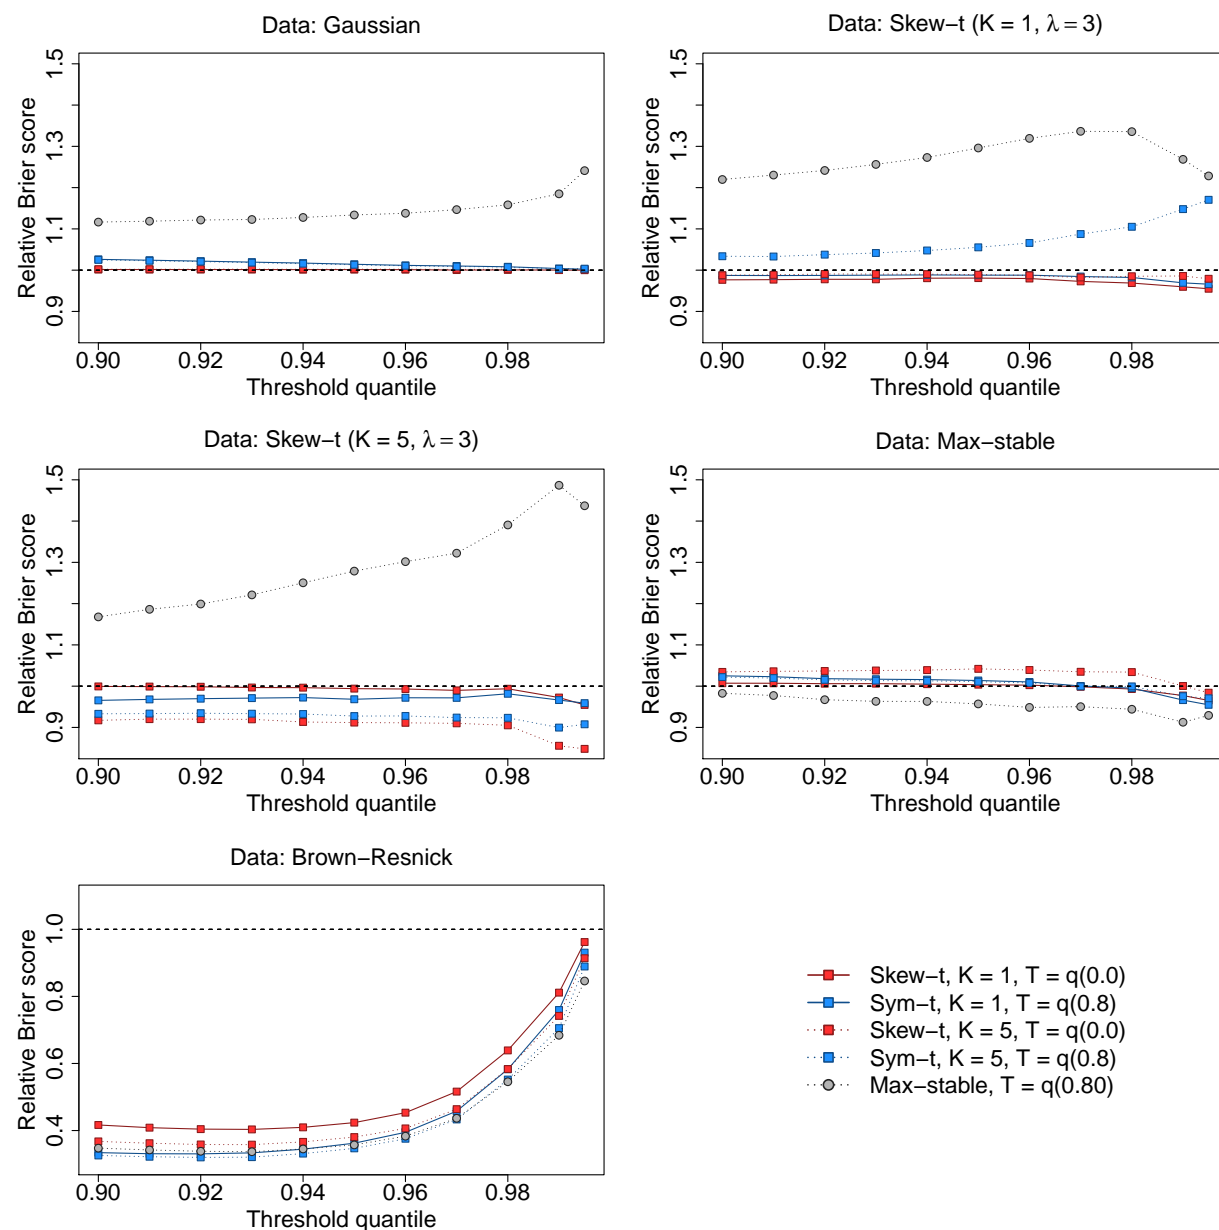 Data: Gaussian
Relative Brier score
0.9 1.1 1.3 1.5
0.90 0.92 0.94 0.96 0.98
Threshold quantile
Data: Skew−t (K = 1, λ = 3)
Relative Brier score
0.9 1.1 1.3 1.5
0.90 0.92 0.94 0.96 0.98
Threshold quantile
Data: Skew−t (K = 5, λ = 3)
Relative Brier score
0.9 1.1 1.3 1.5
0.90 0.92 0.94 0.96 0.98
Threshold quantile
Data: Max−stable
Relative Brier score
0.9 1.1 1.3 1.5
0.90 0.92 0.94 0.96 0.98
Threshold quantile
Data: Brown−Resnick
Relative Brier score
0.4 0.6 0.8 1.0
0.90 0.92 0.94 0.96 0.98
Threshold quantile
Skew−t, K = 1, T = q(0.0)
Sym−t, K = 1, T = q(0.8)
Skew−t, K = 5, T = q(0.0)
Sym−t, K = 5, T = q(0.8)
Max−stable, T = q(0.80)